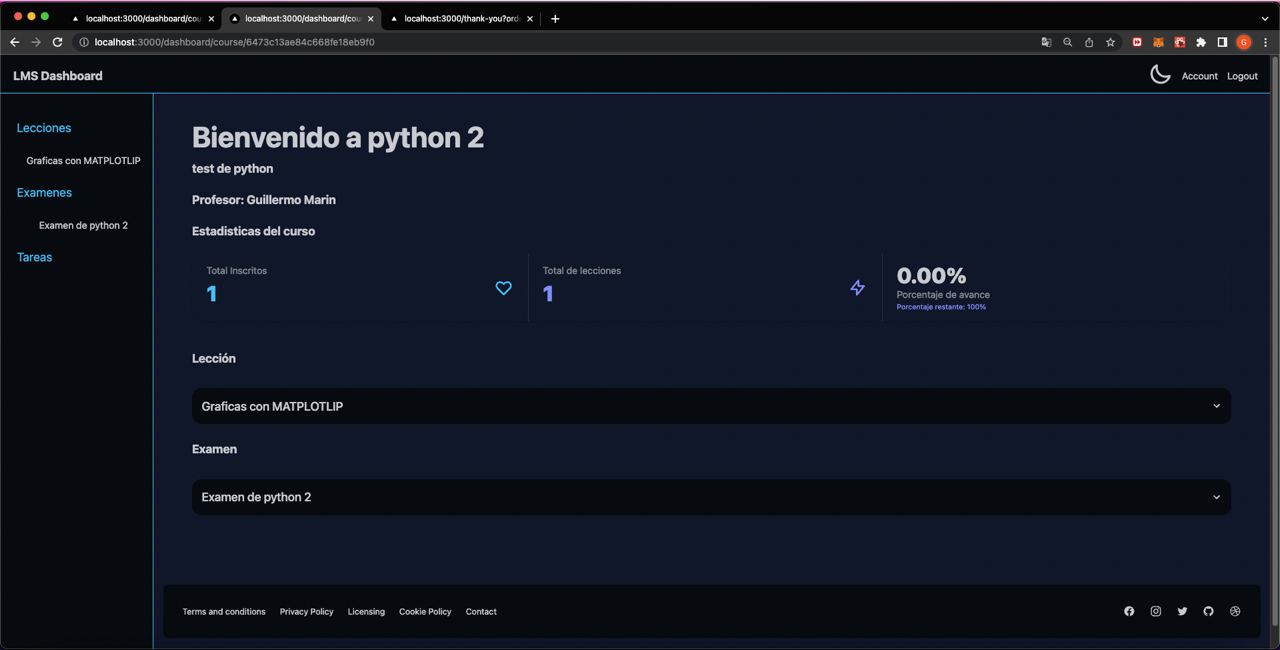 localhost:3000/dashboard/cou
localhost:3000/dashboard/cou
localhost:3000/thank-you?ord
localhost:3000/dashboard/course/6473c13ae84c668fe18eb9f0
G
LMS Dashboard
Account
Logout
Lecciones
Graficas con MATPLOTLIP
Examenes
Examen de python 2
Tareas
Bienvenido a python 2
test de python
Profesor: Guillermo Marin
Estadisticas del curso
Total Inscritos
1
Total de lecciones
1
0.00%
Porcentaje de avance
Porcentaje restante: 100%
Lección
Graficas con MATPLOTLIP
Examen
Examen de python 2
Terms and conditions
Privacy Policy
Licensing
Cookie Policy
Contact